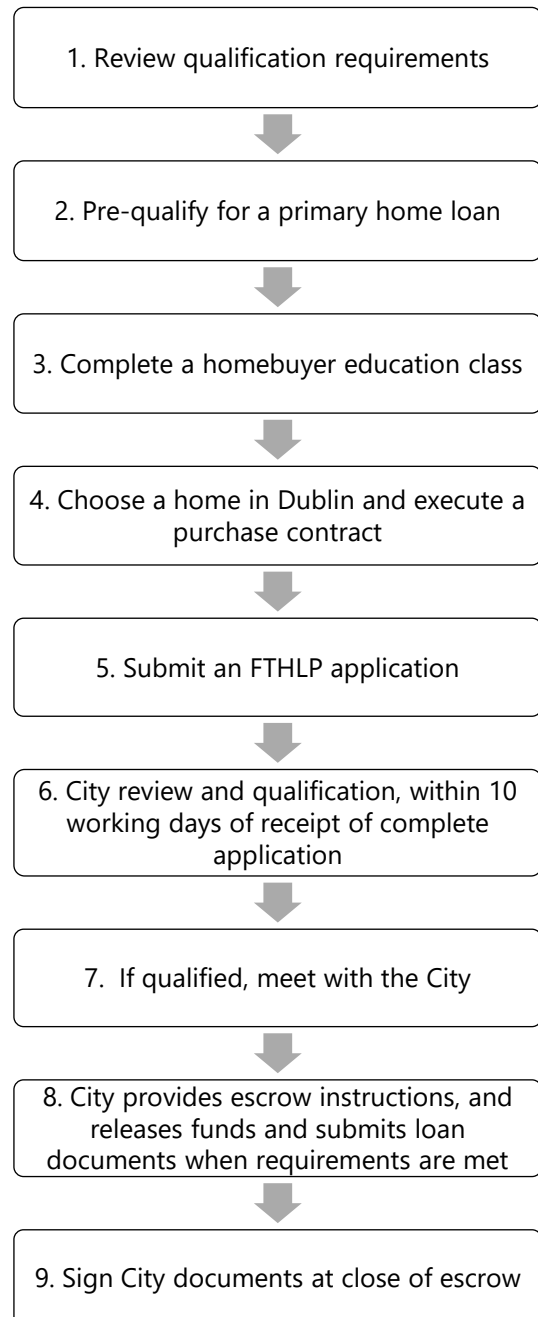 1. Review qualification requirements
2. Pre-qualify for a primary home loan
3. Complete a homebuyer education class
4. Choose a home in Dublin and execute a
purchase contract
5. Submit an FTHLP application
6. City review and qualification, within 10
working days of receipt of complete
application
7.  If qualified, meet with the City
8. City provides escrow instructions, and
releases funds and submits loan
documents when requirements are met
9. Sign City documents at close of escrow